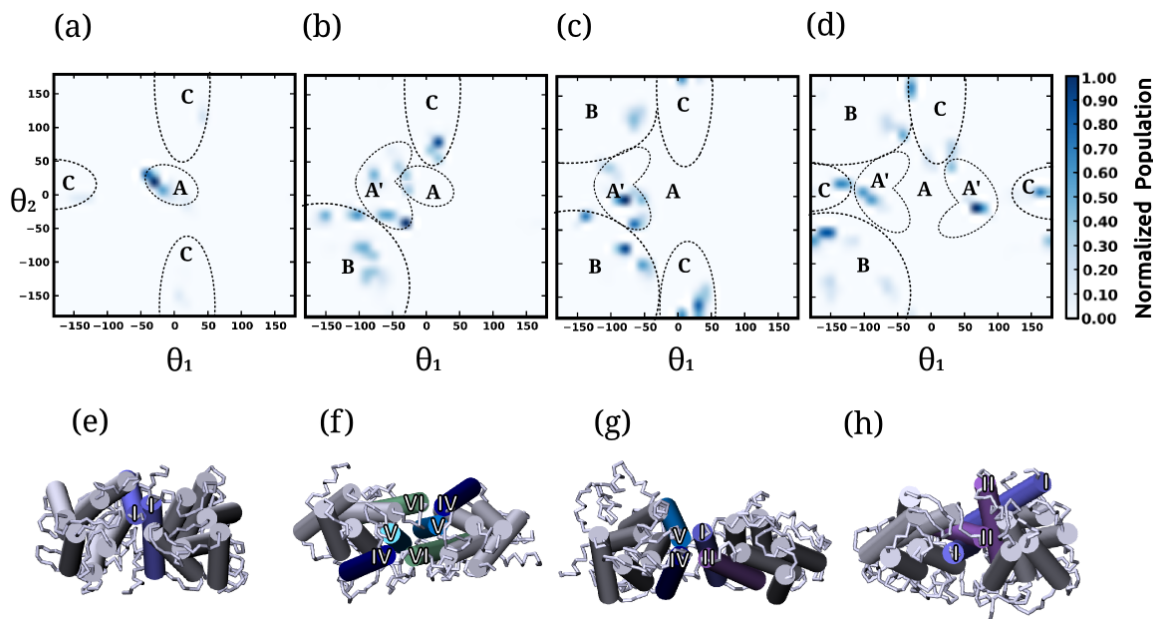 (a) (b) (c) (d)
C C B C B C
A' A A' A C A' A A' C
C A
θ₂
B B C B
C
150 100 50 0 −50 −100 −150
−150 −100 −50 0 50 100 150
−150 −100 −50 0 50 100 150
−150 −100 −50 0 50 100 150
−150 −100 −50 0 50 100 150
θ₁ θ₁ θ₁ θ₁
1.00
0.90
0.80
0.70
0.60
0.50
0.40
0.30
0.20
0.10
0.00
Normalized Population
(e) (f) (g) (h)
I I
VI IV
V V
IV VI
V I
IV II
II I
II
I